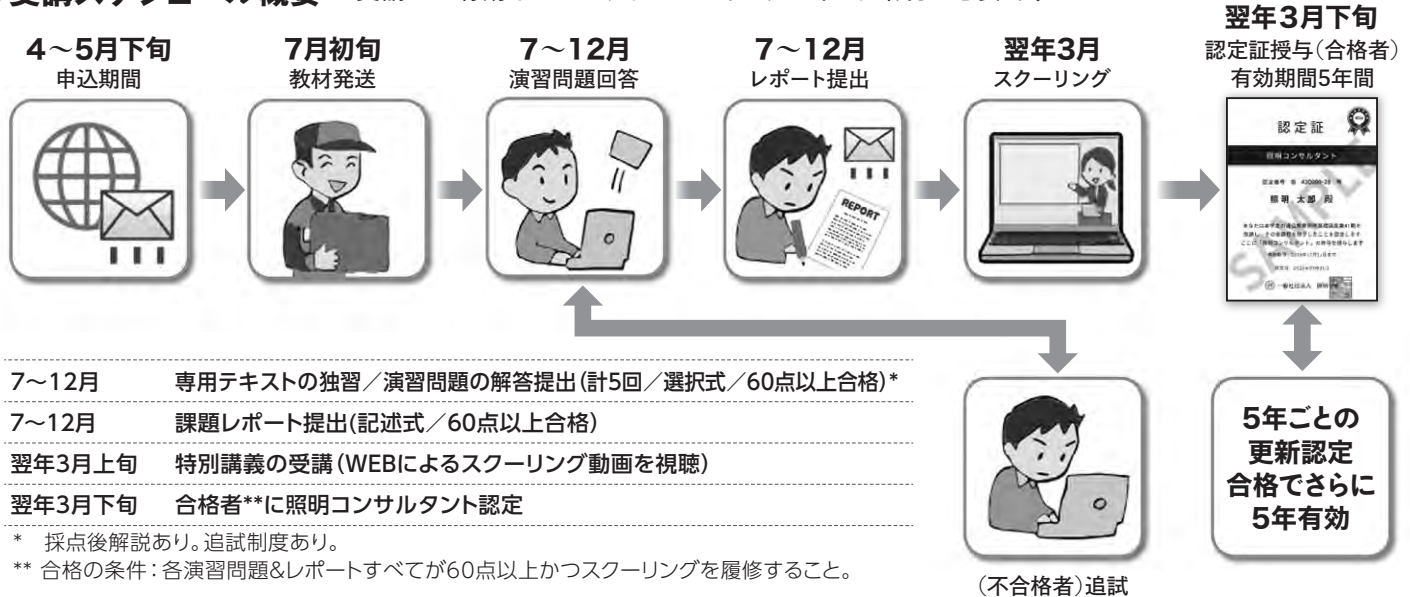 4～5月下旬
申込期間
7月初旬
教材発送
7～12月
演習問題回答
7～12月
レポート提出
REPORT
翌年3月
スクーリング
翌年3月下旬
認定証授与(合格者)
有効期間5年間
認定証
照明コンサルタント
照明 太郎 殿
SAMPLE
7～12月 専用テキストの独習／演習問題の解答提出(計5回／選択式／60点以上合格)*
7～12月 課題レポート提出(記述式／60点以上合格)
翌年3月上旬 特別講義の受講(WEBによるスクーリング動画を視聴)
翌年3月下旬 合格者**に照明コンサルタント認定
* 採点後解説あり。追試制度あり。
** 合格の条件：各演習問題&レポートすべてが60点以上かつスクーリングを履修すること。
(不合格者)追試
5年ごとの
更新認定
合格でさらに
5年有効